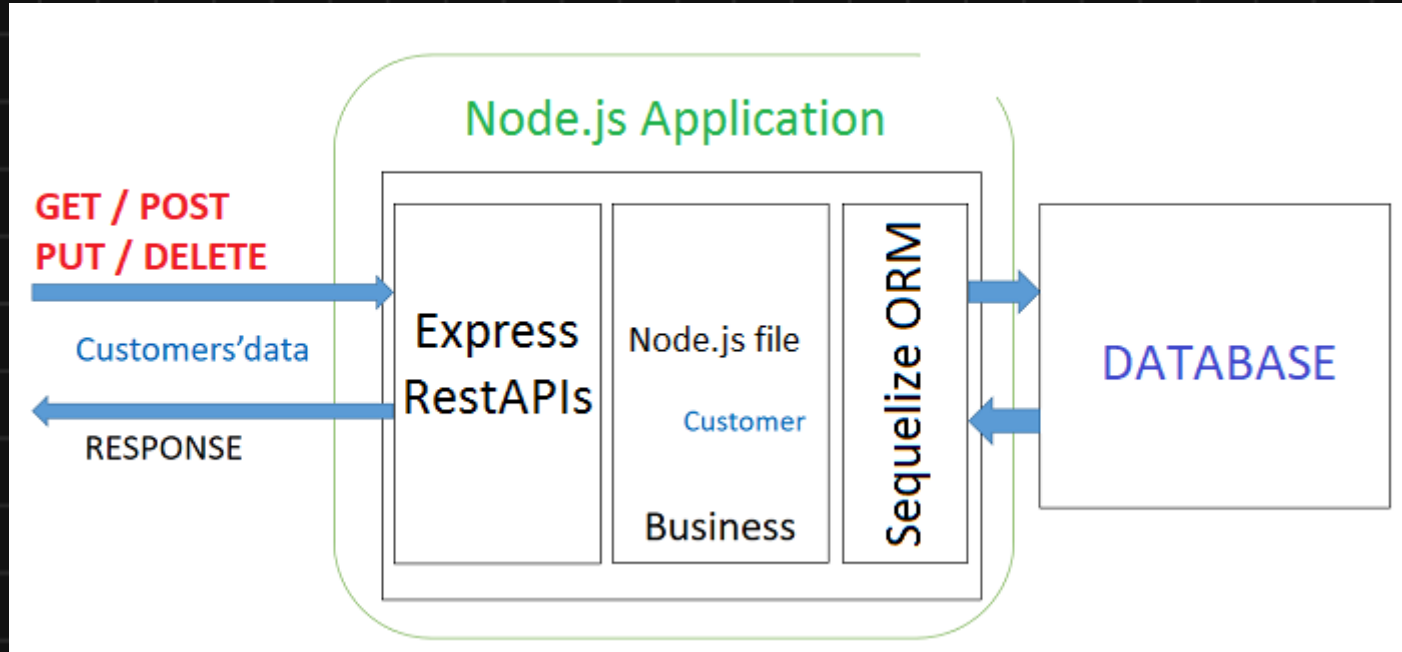 Node.js Application
GET / POST
PUT / DELETE
Customers'data
RESPONSE
Express
RestAPIs
Node.js file
Customer
Business
Sequelize ORM
DATABASE